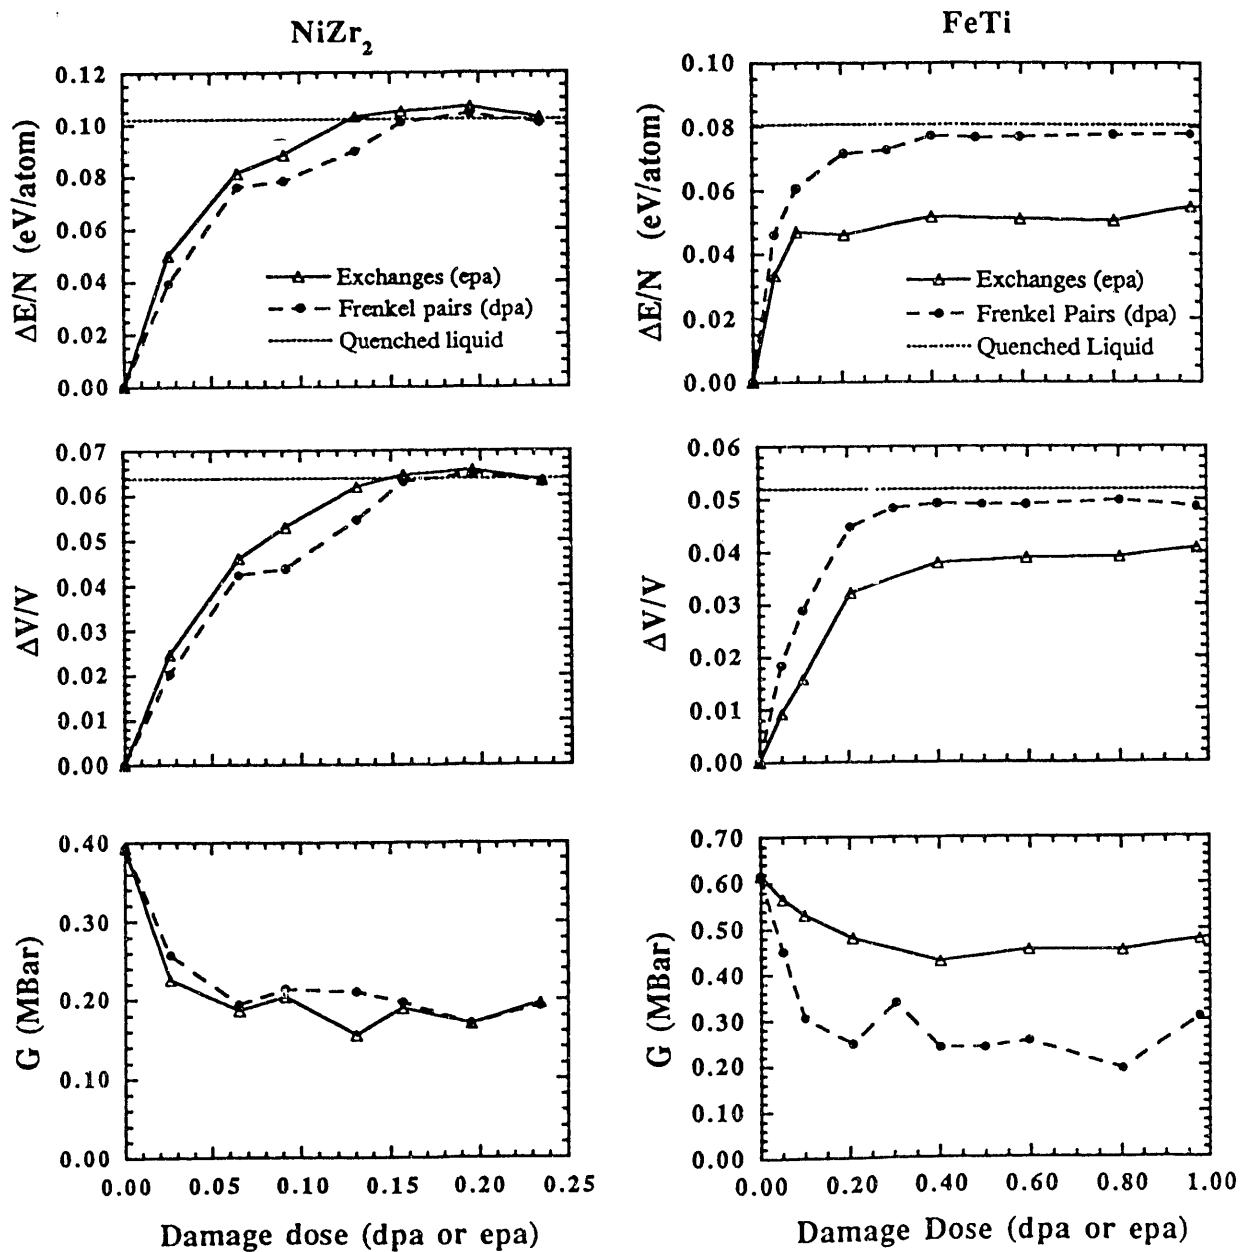 NiZr2
FeTi
0.12
0.10
0.08
0.06
0.04
0.02
0.00
ΔE/N (eV/atom)
Exchanges (epa)
Frenkel pairs (dpa)
Quenched liquid
0.10
0.08
0.06
0.04
0.02
0.00
ΔE/N (eV/atom)
Exchanges (epa)
Frenkel Pairs (dpa)
Quenched Liquid
0.07
0.06
0.05
0.04
0.03
0.02
0.01
0.00
ΔV/V
0.06
0.05
0.04
0.03
0.02
0.01
0.00
ΔV/V
0.40
0.30
0.20
0.10
0.00
G (MBar)
0.00 0.05 0.10 0.15 0.20 0.25
Damage dose (dpa or epa)
0.70
0.60
0.50
0.40
0.30
0.20
0.10
0.00
G (MBar)
0.00 0.20 0.40 0.60 0.80 1.00
Damage Dose (dpa or epa)